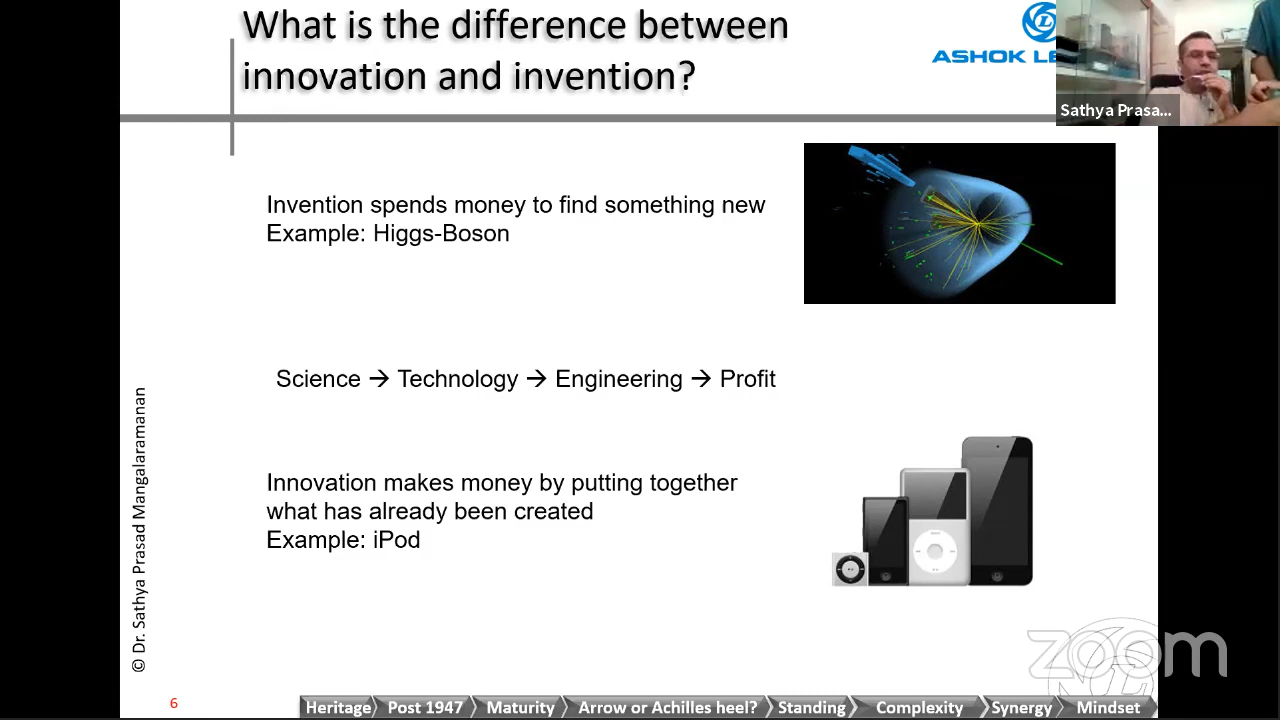 What is the difference between
innovation and invention?
ASHOK LE
Sathya Prasa...
Invention spends money to find something new
Example: Higgs-Boson
Science → Technology → Engineering → Profit
Innovation makes money by putting together
what has already been created
Example: iPod
© Dr. Sathya Prasad Mangalaramanan
zoom
6
Heritage Post 1947 Maturity Arrow or Achilles heel? Standing Complexity Synergy Mindset